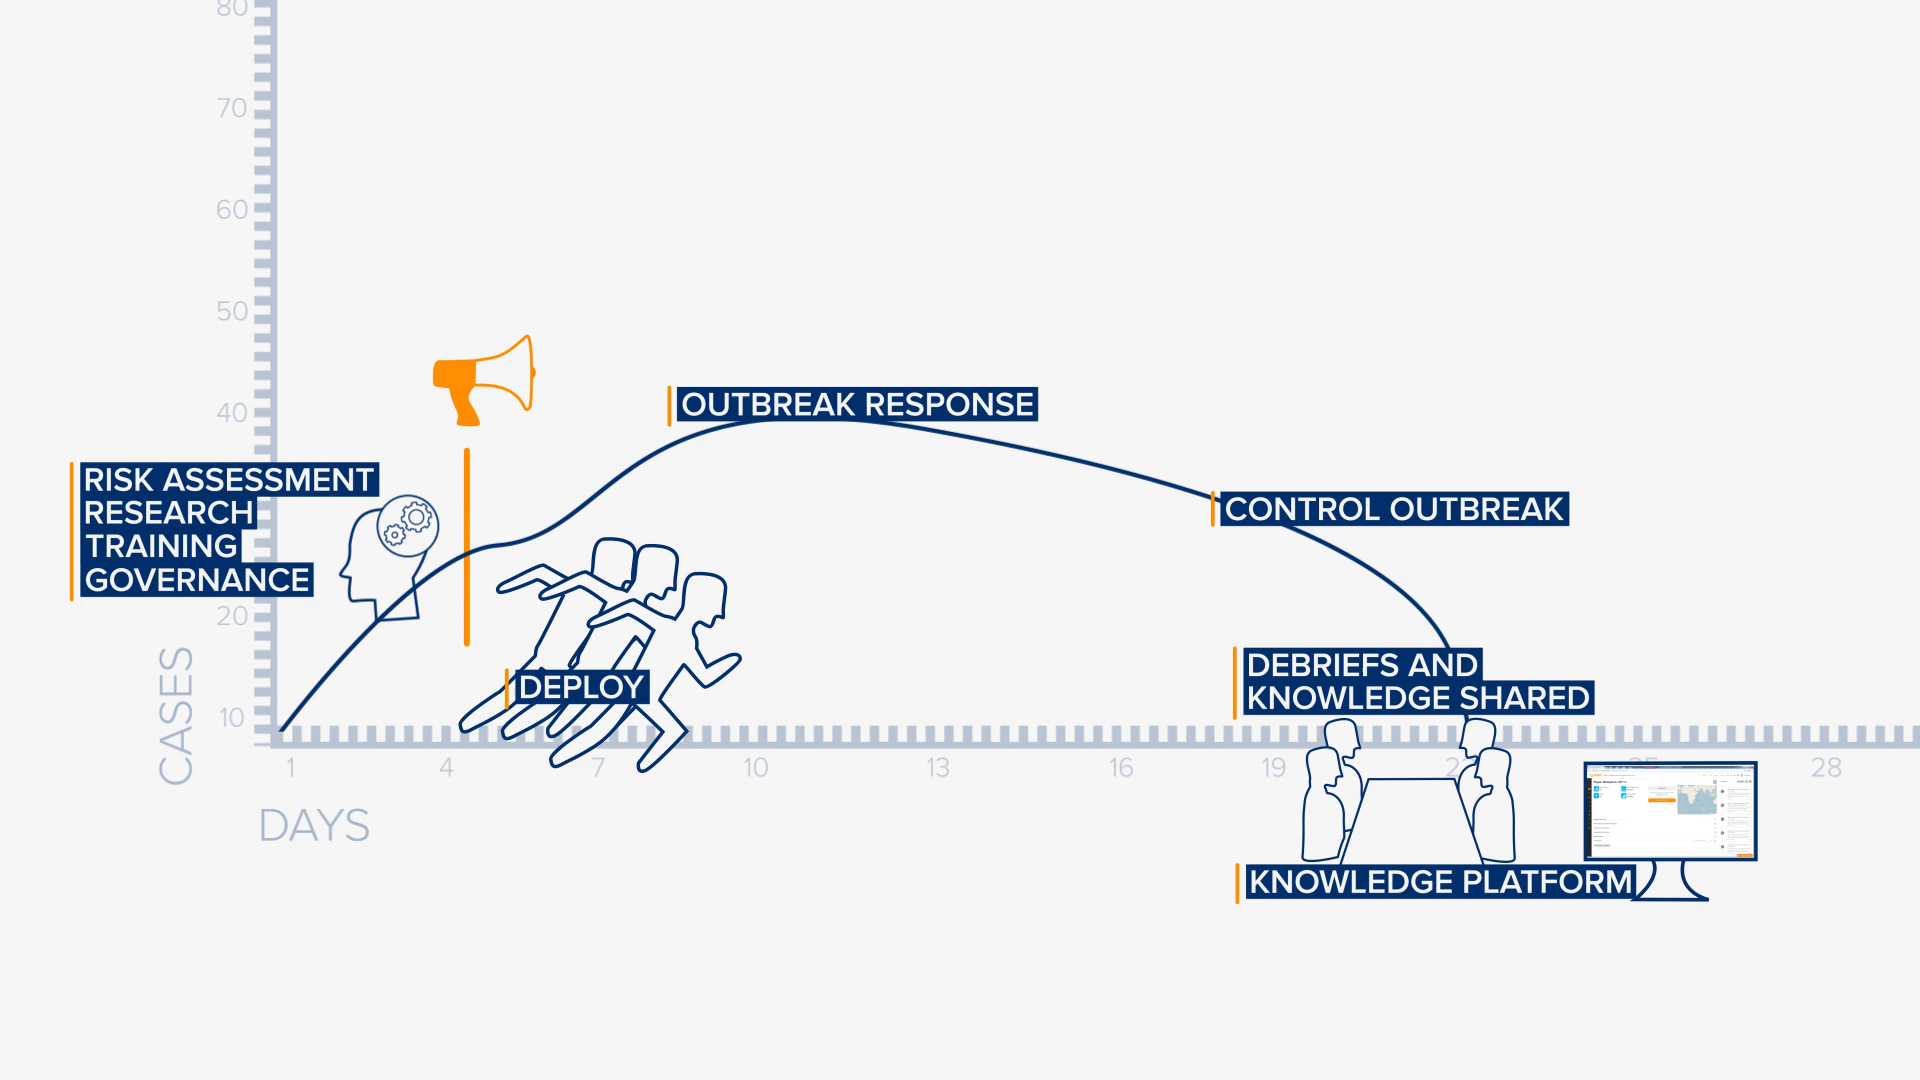 80
70
60
50
40
20
10
CASES
RISK ASSESSMENT
RESEARCH
TRAINING
GOVERNANCE
OUTBREAK RESPONSE
CONTROL OUTBREAK
DEPLOY
DEBRIEFS AND
KNOWLEDGE SHARED
1 4 7 10 13 16 19 28
DAYS
KNOWLEDGE PLATFORM